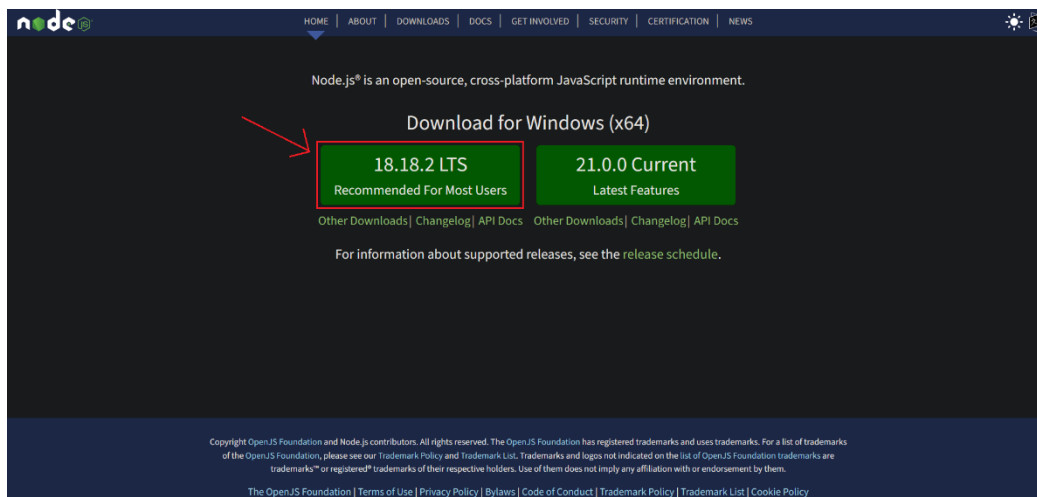 node JS
HOME | ABOUT | DOWNLOADS | DOCS | GET INVOLVED | SECURITY | CERTIFICATION | NEWS
Node.js® is an open-source, cross-platform JavaScript runtime environment.
Download for Windows (x64)
18.18.2 LTS
Recommended For Most Users
21.0.0 Current
Latest Features
Other Downloads| Changelog| API Docs Other Downloads| Changelog| API Docs
For information about supported releases, see the release schedule.
Copyright OpenJS Foundation and Node.js contributors. All rights reserved. The OpenJS Foundation has registered trademarks and uses trademarks. For a list of trademarks
of the OpenJS Foundation, please see our Trademark Policy and Trademark List. Trademarks and logos not indicated on the list of OpenJS Foundation trademarks are
trademarks™ or registered® trademarks of their respective holders. Use of them does not imply any affiliation with or endorsement by them.
The OpenJS Foundation | Terms of Use | Privacy Policy | Bylaws | Code of Conduct | Trademark Policy | Trademark List | Cookie Policy